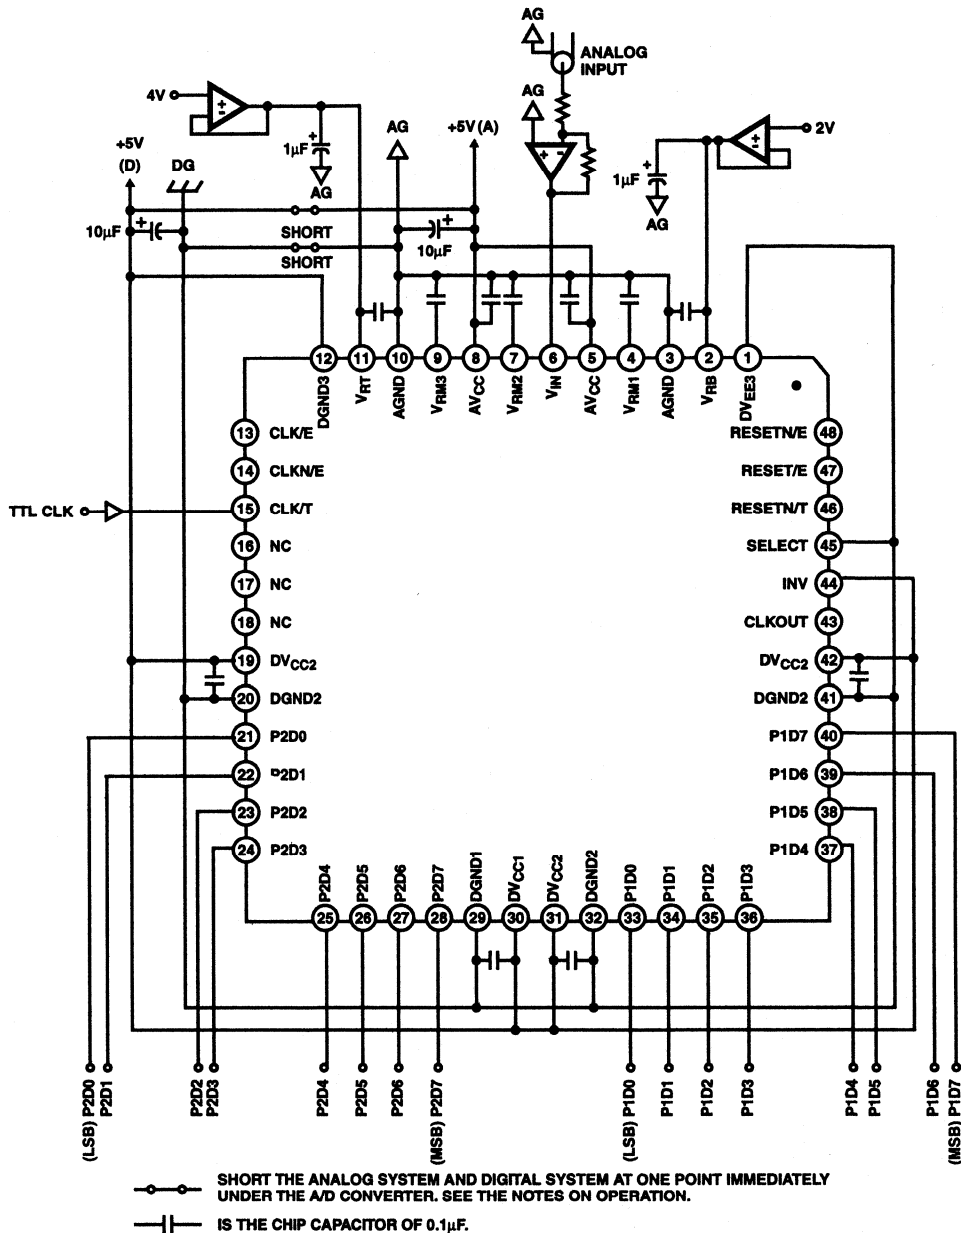 AG
ANALOG
INPUT
4V
AG
2V
+5V
(D)
DG
1μF
AG
AG
+5V(A)
1μF
AG
10μF
SHORT
SHORT
10μF
12 11 10 9 8 7 6 5 4 3 2 1
DGND3 VRT AGND VRM3 AVCC VRM2 VIN AVCC VRM1 AGND VRB DVEE3
13 CLK/E
14 CLKN/E
TTL CLK 15 CLK/T
16 NC
17 NC
18 NC
19 DVCC2
20 DGND2
21 P2D0
22 P2D1
23 P2D2
24 P2D3
RESETN/E 48
RESET/E 47
RESETN/T 46
SELECT 45
INV 44
CLKOUT 43
DVCC2 42
DGND2 41
P1D7 40
P1D6 39
P1D5 38
P1D4 37
P2D4 P2D5 P2D6 P2D7 DGND1 DVCC1 DVCC2 DGND2 P1D0 P1D1 P1D2 P1D3
25 26 27 28 29 30 31 32 33 34 35 36
(LSB) P2D0
P2D1
P2D2
P2D3
P2D4
P2D5
P2D6
(MSB) P2D7
(LSB) P1D0
P1D1
P1D2
P1D3
P1D4
P1D5
P1D6
(MSB) P1D7
SHORT THE ANALOG SYSTEM AND DIGITAL SYSTEM AT ONE POINT IMMEDIATELY
UNDER THE A/D CONVERTER. SEE THE NOTES ON OPERATION.
IS THE CHIP CAPACITOR OF 0.1μF.